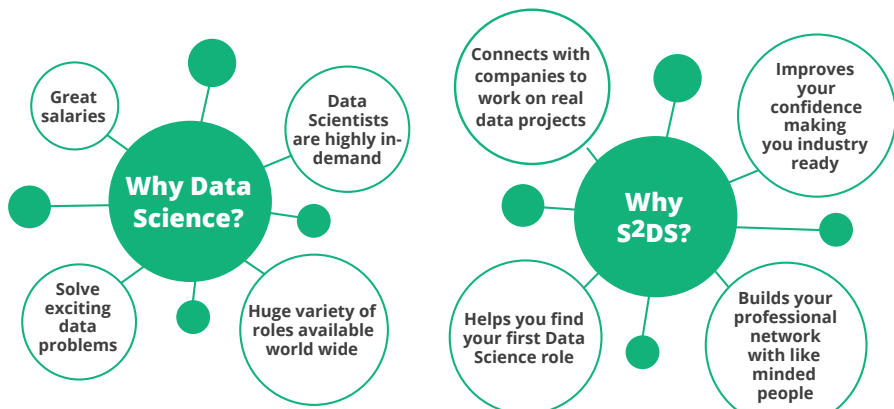 Great
salaries
Data
Scientists
are highly in-
demand
Why Data
Science?
Solve
exciting
data
problems
Huge variety of
roles available
world wide
Connects with
companies to
work on real
data projects
Improves
your
confidence
making
you industry
ready
Why
S²DS?
Helps you find
your first Data
Science role
Builds your
professional
network
with like
minded
people